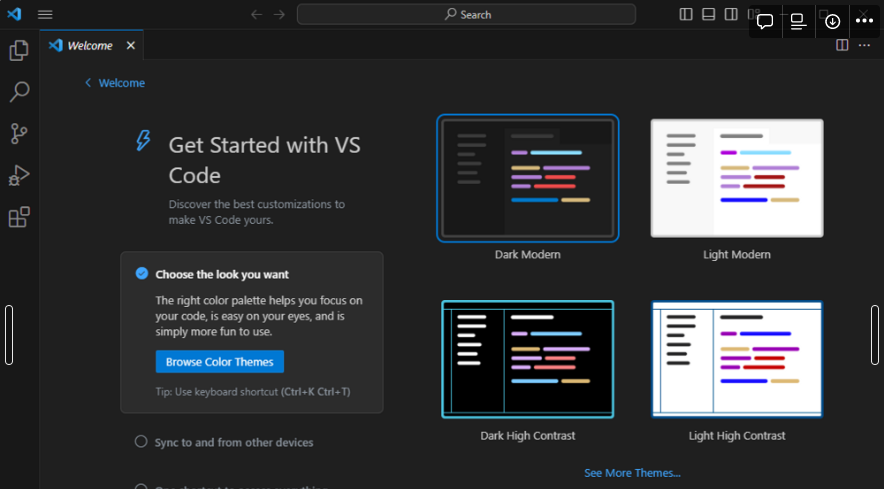 Search
Welcome
Welcome
Get Started with VS
Code
Discover the best customizations to
make VS Code yours.
Choose the look you want
The right color palette helps you focus on
your code, is easy on your eyes, and is
simply more fun to use.
Browse Color Themes
Tip: Use keyboard shortcut (Ctrl+K Ctrl+T)
Sync to and from other devices
Dark Modern
Light Modern
Dark High Contrast
Light High Contrast
See More Themes...